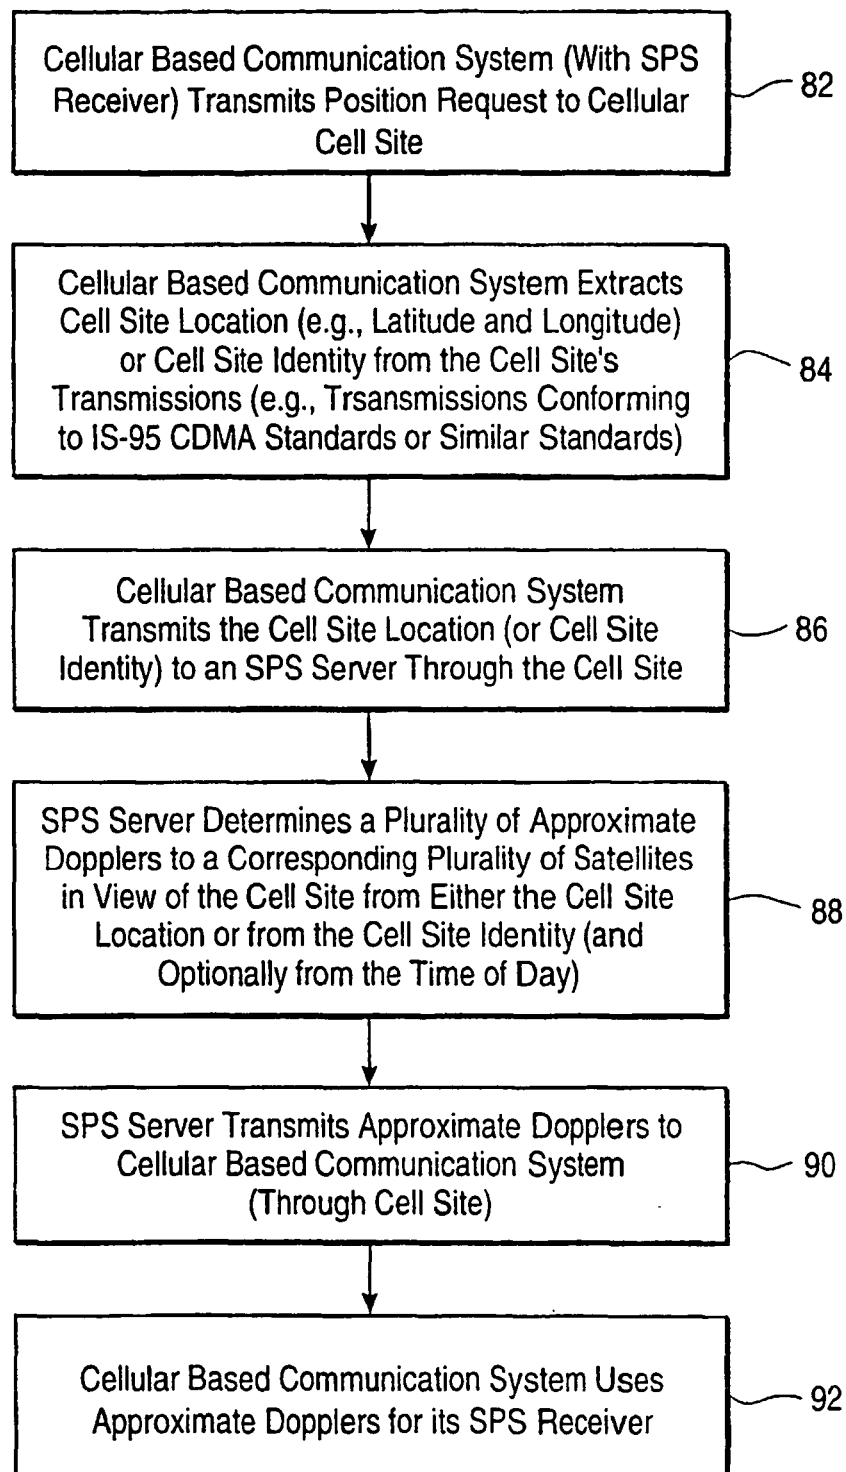 Cellular Based Communication System (With SPS
Receiver) Transmits Position Request to Cellular
Cell Site
82
Cellular Based Communication System Extracts
Cell Site Location (e.g., Latitude and Longitude)
or Cell Site Identity from the Cell Site's
Transmissions (e.g., Trsansmissions Conforming
to IS-95 CDMA Standards or Similar Standards)
84
Cellular Based Communication System
Transmits the Cell Site Location (or Cell Site
Identity) to an SPS Server Through the Cell Site
86
SPS Server Determines a Plurality of Approximate
Dopplers to a Corresponding Plurality of Satellites
in View of the Cell Site from Either the Cell Site
Location or from the Cell Site Identity (and
Optionally from the Time of Day)
88
SPS Server Transmits Approximate Dopplers to
Cellular Based Communication System
(Through Cell Site)
90
Cellular Based Communication System Uses
Approximate Dopplers for its SPS Receiver
92